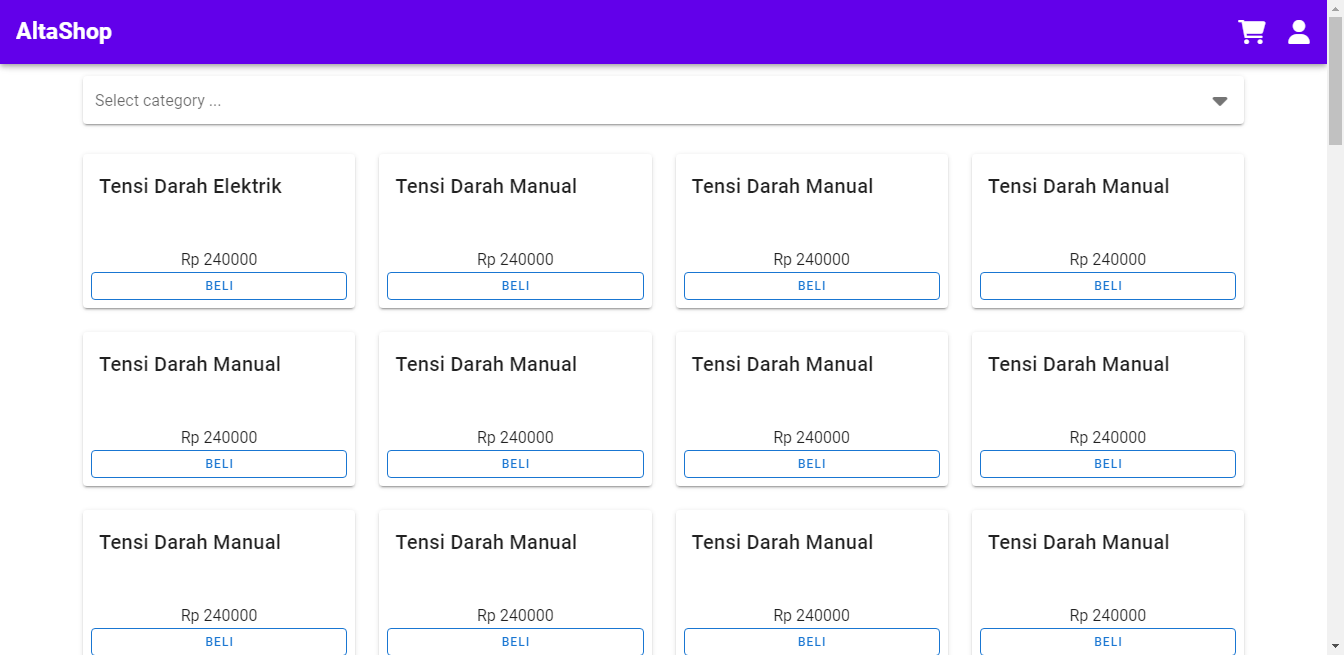 AltaShop
Select category ...
Tensi Darah Elektrik
Rp 240000
BELI
Tensi Darah Manual
Rp 240000
BELI
Tensi Darah Manual
Rp 240000
BELI
Tensi Darah Manual
Rp 240000
BELI
Tensi Darah Manual
Rp 240000
BELI
Tensi Darah Manual
Rp 240000
BELI
Tensi Darah Manual
Rp 240000
BELI
Tensi Darah Manual
Rp 240000
BELI
Tensi Darah Manual
Rp 240000
BELI
Tensi Darah Manual
Rp 240000
BELI
Tensi Darah Manual
Rp 240000
BELI
Tensi Darah Manual
Rp 240000
BELI